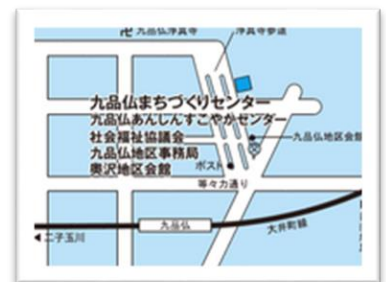 卍 九品仏浄真寺
浄真寺参道
九品仏まちづくりセンター
九品仏あんしんすこやかセンター
社会福祉協議会
九品仏地区事務局
奥沢地区会館
九品仏地区会館
ポスト
等々力通り
九品仏
大井町線
二子玉川